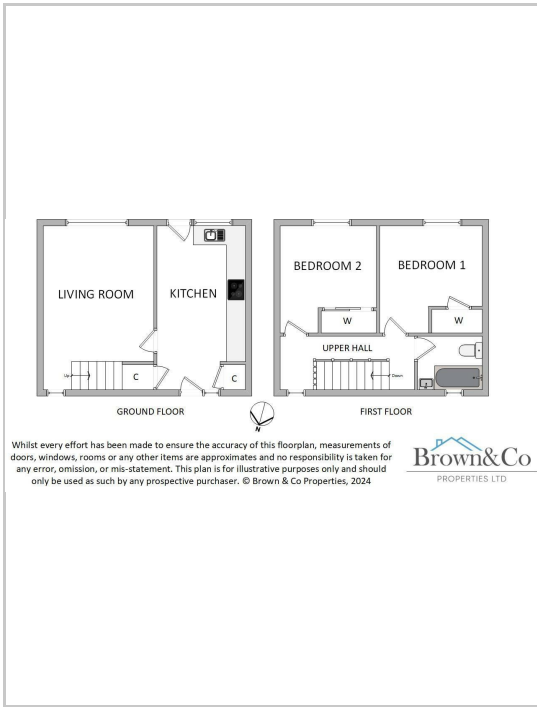 LIVING ROOM
KITCHEN
Up
C
C
GROUND FLOOR
BEDROOM 2
BEDROOM 1
W
W
UPPER HALL
Down
FIRST FLOOR
N
Whilst every effort has been made to ensure the accuracy of this floorplan, measurements of
doors, windows, rooms or any other items are approximates and no responsibility is taken for
any error, omission, or mis-statement. This plan is for illustrative purposes only and should
only be used as such by any prospective purchaser. © Brown & Co Properties, 2024
Brown&Co
PROPERTIES LTD